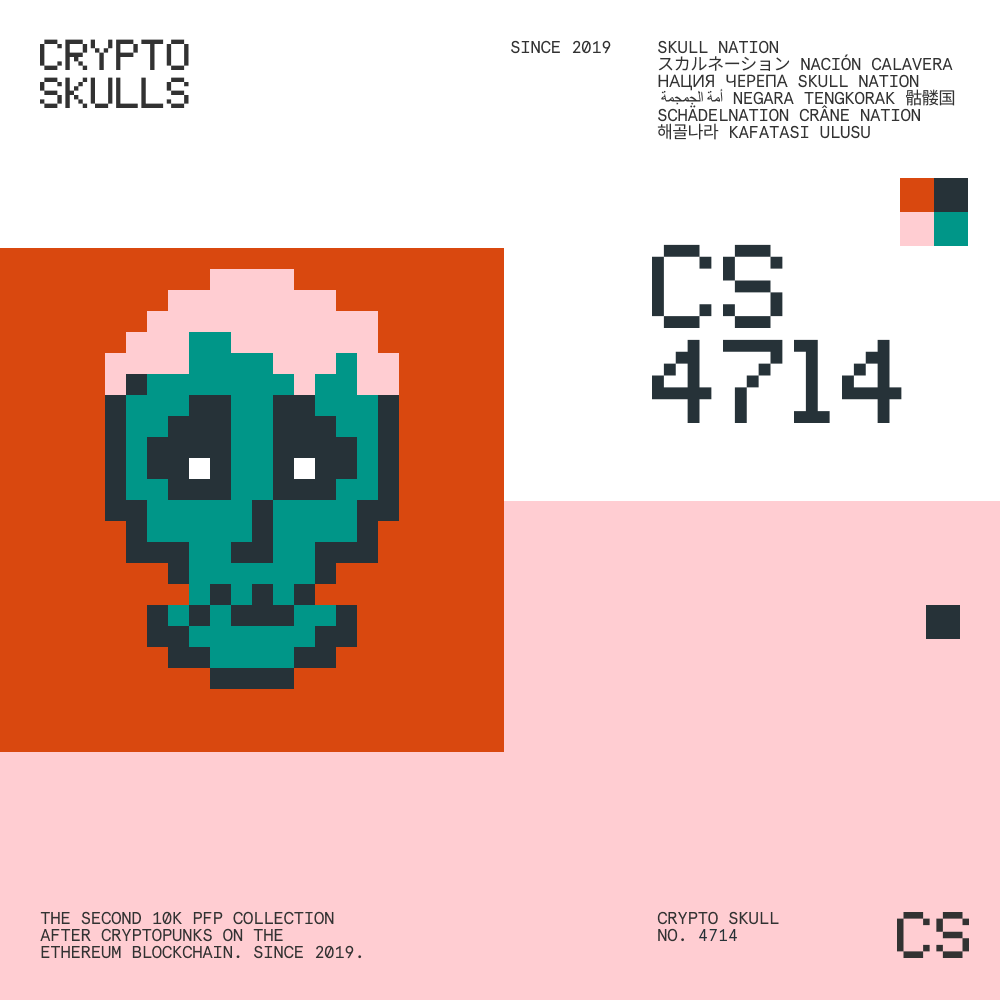 CRYPTO
SKULLS
SINCE 2019
SKULL NATION
スカルネーション NACIÓN CALAVERA
НАЦИЯ ЧЕРЕПА SKULL NATION
أمة الجمجمة NEGARA TENGKORAK 骷髅国
SCHÄDELNATION CRÂNE NATION
해골나라 KAFATASI ULUSU
CS
4714
THE SECOND 10K PFP COLLECTION
AFTER CRYPTOPUNKS ON THE
ETHEREUM BLOCKCHAIN. SINCE 2019.
CRYPTO SKULL
NO. 4714
CS